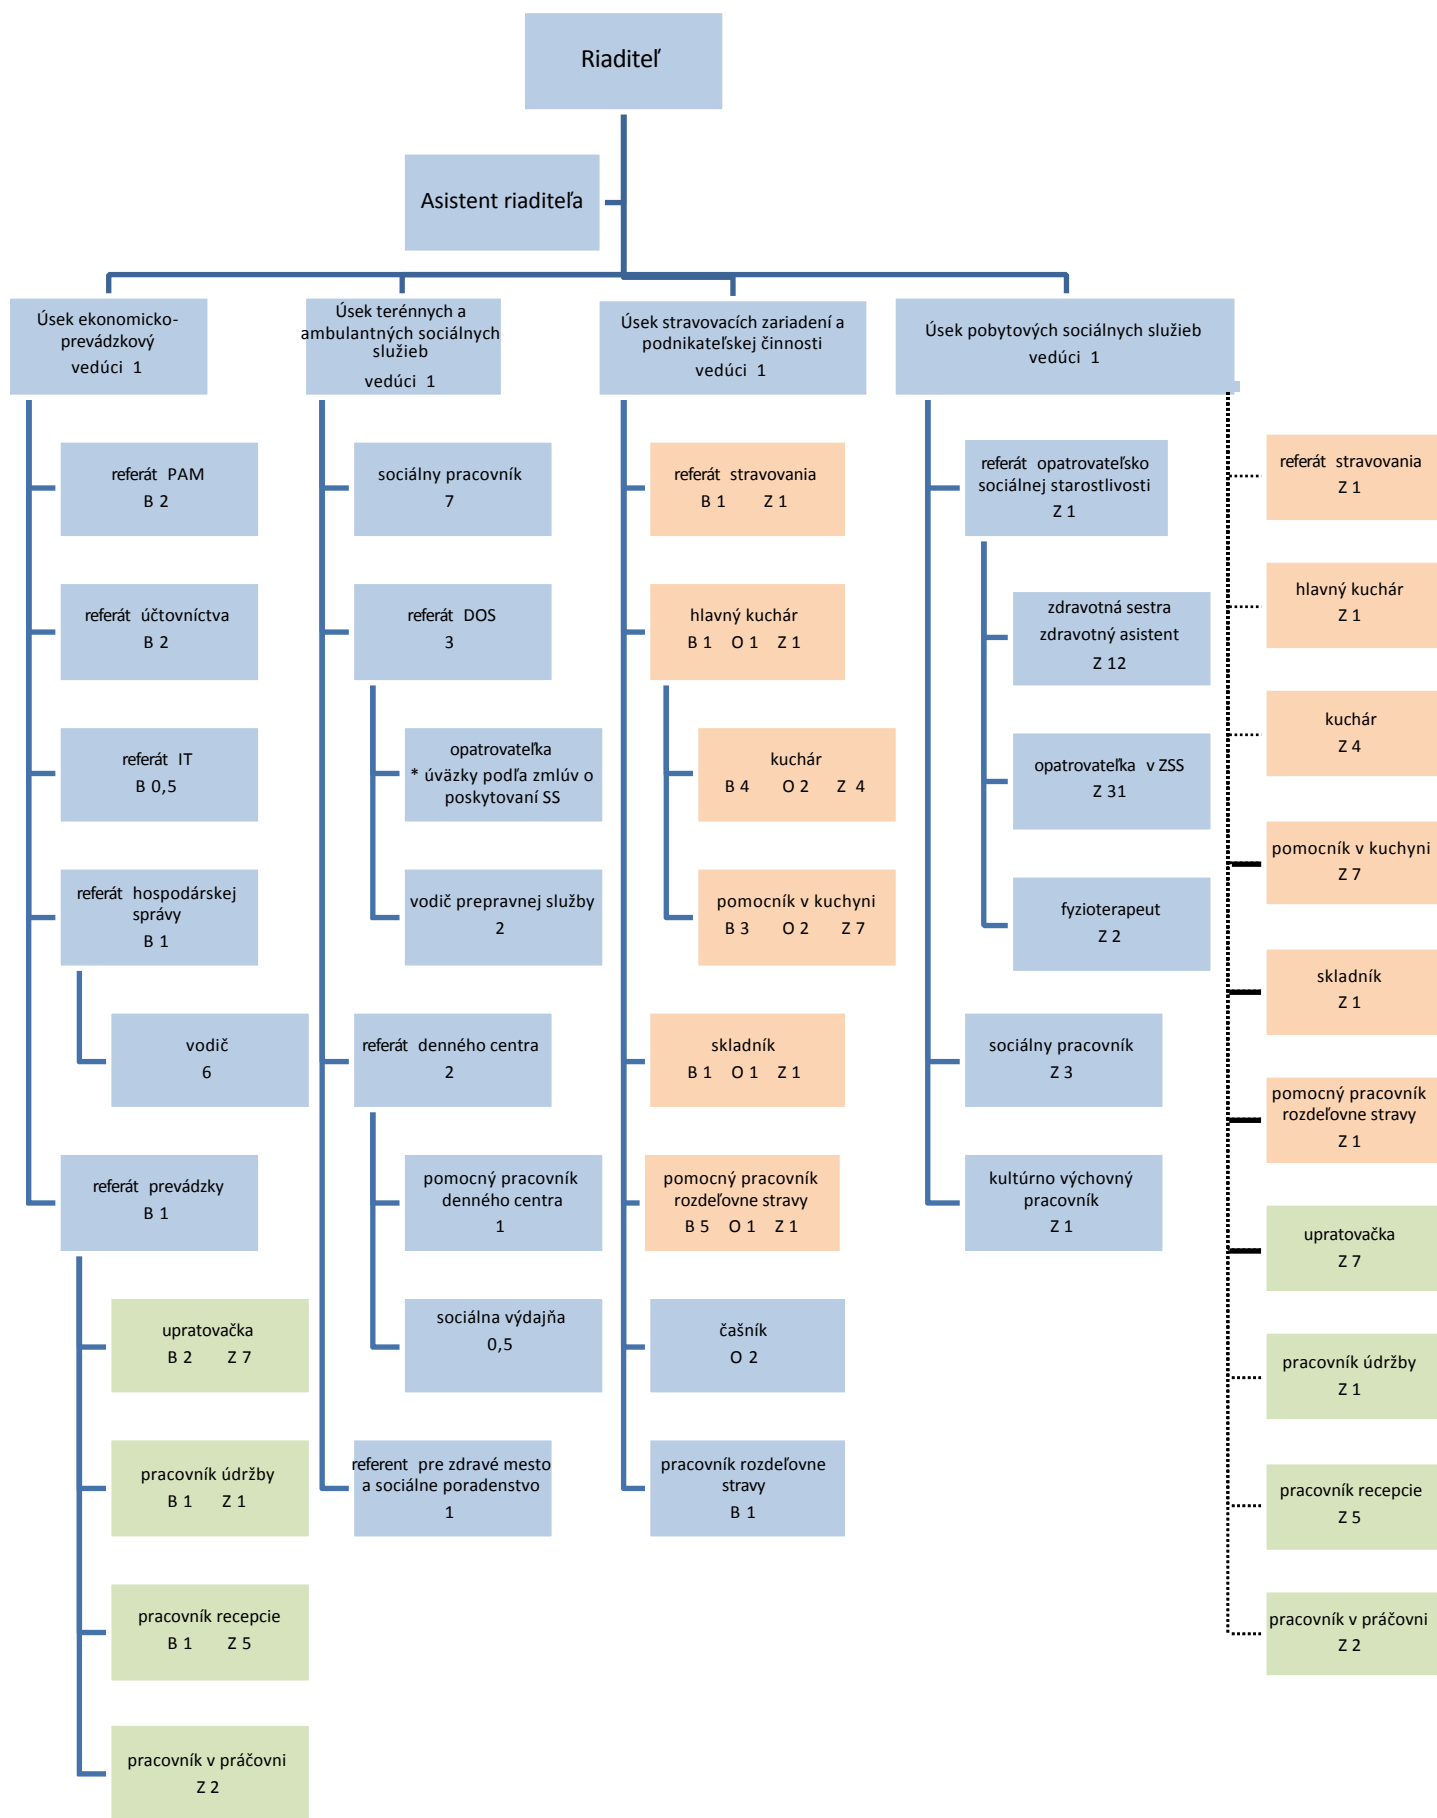 Riaditeľ
Asistent riaditeľa
Úsek ekonomicko-
prevádzkový
vedúci 1
referát PAM
B 2
referát účtovníctva
B 2
referát IT
B 0,5
referát hospodárskej
správy
B 1
vodič
6
referát prevádzky
B 1
upratovačka
B 2 Z 7
pracovník údržby
B 1 Z 1
pracovník recepcie
B 1 Z 5
pracovník v práčovni
Z 2
Úsek terénnych a
ambulantných sociálnych
služieb
vedúci 1
sociálny pracovník
7
referát DOS
3
opatrovateľka
* úväzky podľa zmlúv o
poskytovaní SS
vodič prepravnej služby
2
referát denného centra
2
pomocný pracovník
denného centra
1
sociálna výdajňa
0,5
referent pre zdravé mesto
a sociálne poradenstvo
1
Úsek stravovacích zariadení a
podnikateľskej činnosti
vedúci 1
referát stravovania
B 1 Z 1
hlavný kuchár
B 1 O 1 Z 1
kuchár
B 4 O 2 Z 4
pomocník v kuchyni
B 3 O 2 Z 7
skladník
B 1 O 1 Z 1
pomocný pracovník
rozdeľovne stravy
B 5 O 1 Z 1
čašník
O 2
pracovník rozdeľovne
stravy
B 1
Úsek pobytových sociálnych služieb
vedúci 1
referát opatrovateľsko
sociálnej starostlivosti
Z 1
zdravotná sestra
zdravotný asistent
Z 12
opatrovateľka v ZSS
Z 31
fyzioterapeut
Z 2
sociálny pracovník
Z 3
kultúrno výchovný
pracovník
Z 1
referát stravovania
Z 1
hlavný kuchár
Z 1
kuchár
Z 4
pomocník v kuchyni
Z 7
skladník
Z 1
pomocný pracovník
rozdeľovne stravy
Z 1
upratovačka
Z 7
pracovník údržby
Z 1
pracovník recepcie
Z 5
pracovník v práčovni
Z 2